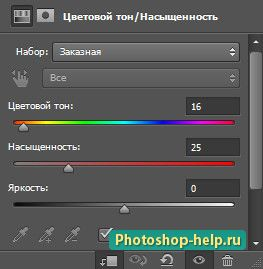 Цветовой тон/Насыщенность
Набор: Заказная
Все
Цветовой тон: 16
Насыщенность: 25
Яркость: 0
Photoshop-help.ru